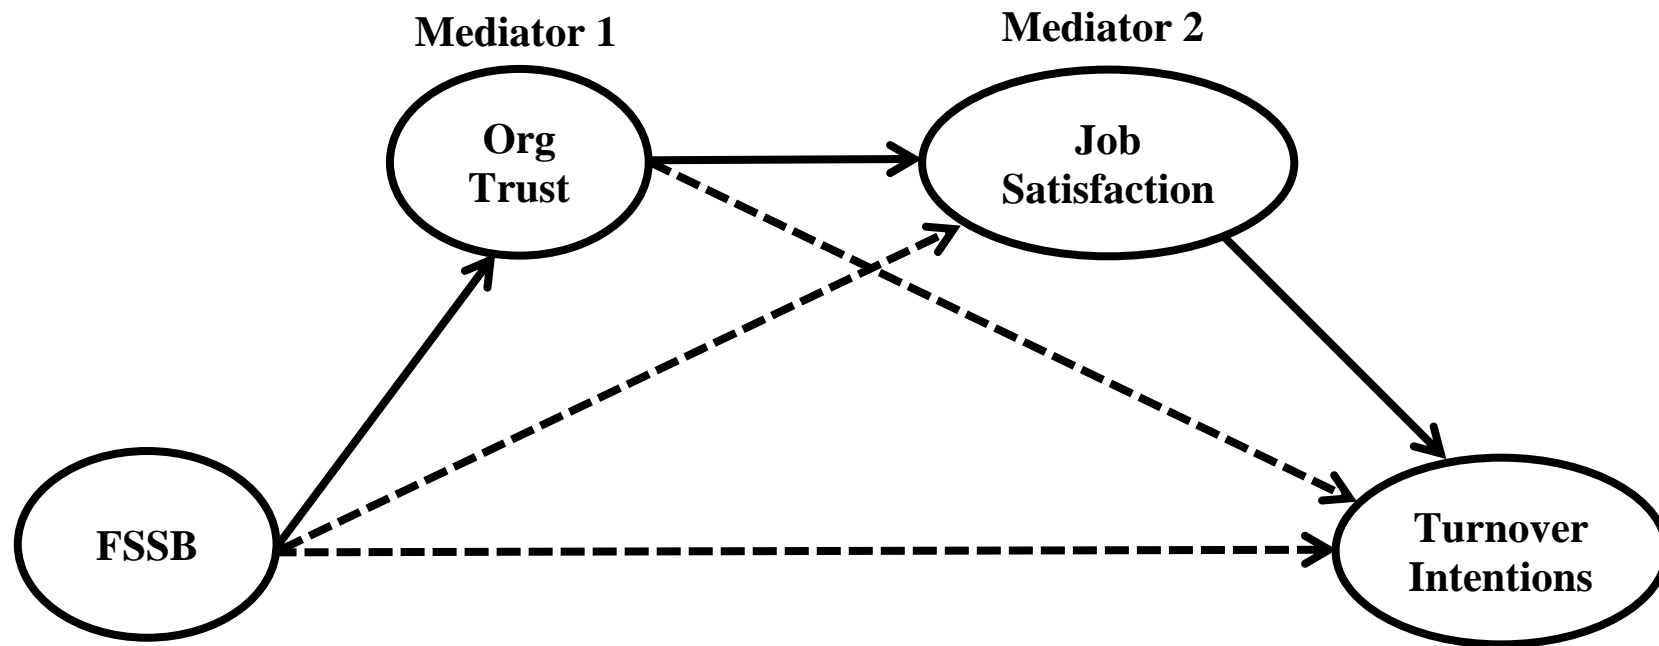 Mediator 1
Mediator 2
Org
Trust
Job
Satisfaction
FSSB
Turnover
Intentions